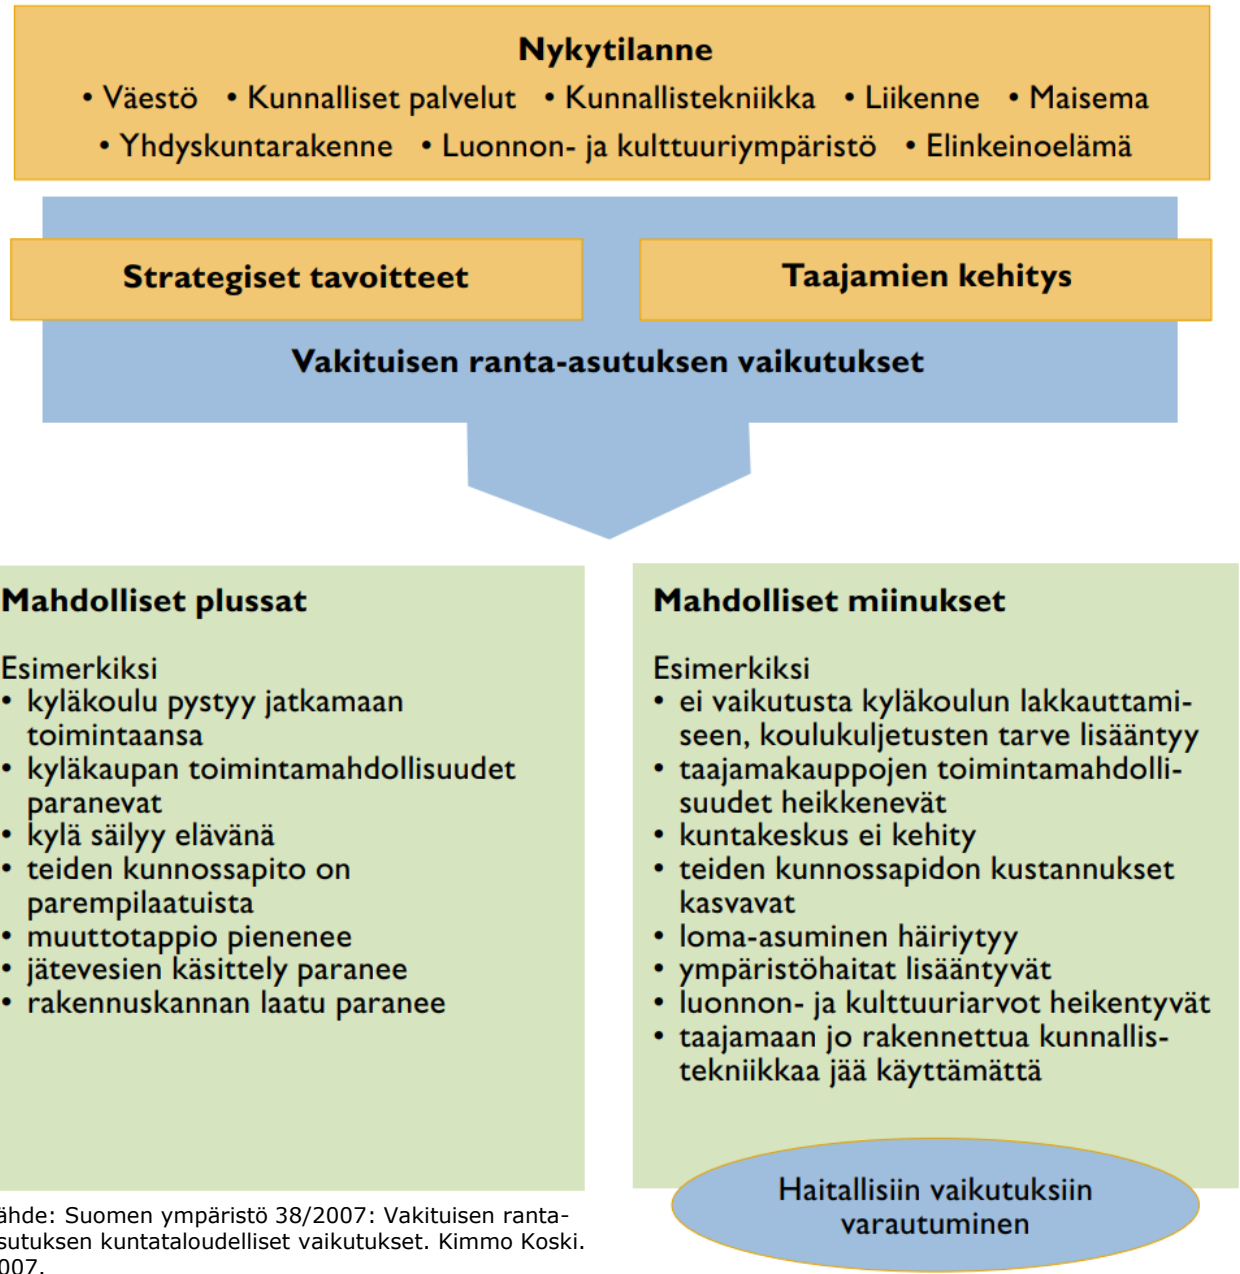 Nykytilanne
• Väestö • Kunnalliset palvelut • Kunnallistekniikka • Liikenne • Maisema
• Yhdyskuntarakenne • Luonnon- ja kulttuuriympäristö • Elinkeinoelämä
Strategiset tavoitteet
Taajamien kehitys
Vakituisen ranta-asutuksen vaikutukset
Mahdolliset plussat
Esimerkiksi
• kyläkoulu pystyy jatkamaan
toimintaansa
• kyläkaupan toimintamahdollisuudet
paranevat
• kylä säilyy elävänä
• teiden kunnossapito on
parempilaatuista
• muuttotappio pienenee
• jätevesien käsittely paranee
• rakennuskannan laatu paranee
Mahdolliset miinukset
Esimerkiksi
• ei vaikutusta kyläkoulun lakkauttami-
seen, koulukuljetusten tarve lisääntyy
• taajamakauppojen toimintamahdolli-
suudet heikkenevät
• kuntakeskus ei kehity
• teiden kunnossapidon kustannukset
kasvavat
• loma-asuminen häiriytyy
• ympäristöhaitat lisääntyvät
• luonnon- ja kulttuuriarvot heikentyvät
• taajamaan jo rakennettua kunnallis-
tekniikkaa jää käyttämättä
Haitallisiin vaikutuksiin
varautuminen
ähde: Suomen ympäristö 38/2007: Vakituisen ranta-
sutuksen kuntataloudelliset vaikutukset. Kimmo Koski.
007.